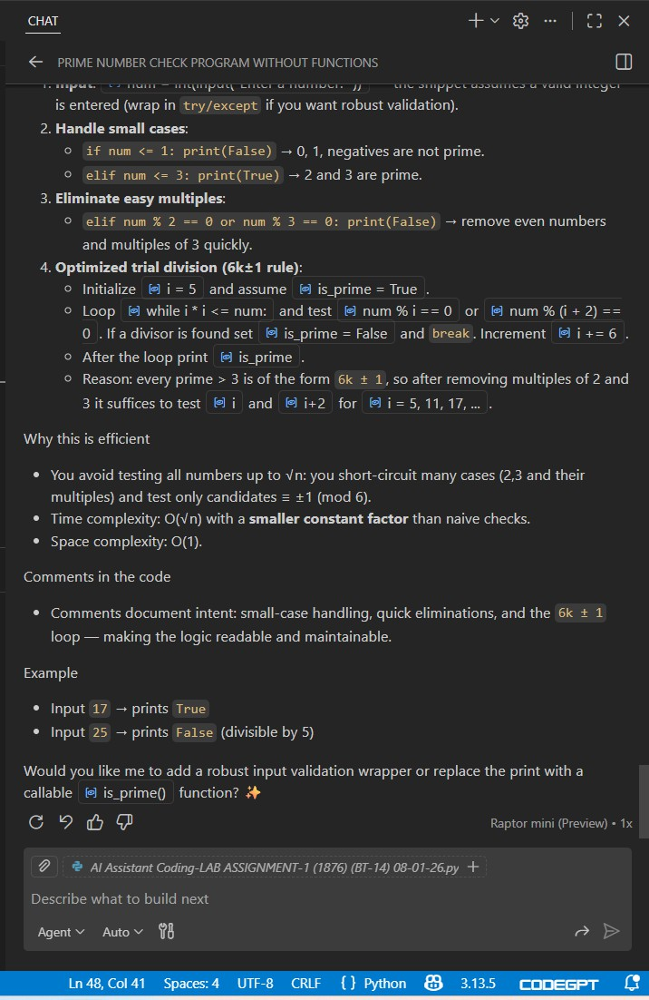 CHAT
PRIME NUMBER CHECK PROGRAM WITHOUT FUNCTIONS
1. Input: num = int(input("Enter a number: ")) — the snippet assumes a valid integer
is entered (wrap in try/except if you want robust validation).
2. Handle small cases:
if num <= 1: print(False) → 0, 1, negatives are not prime.
elif num <= 3: print(True) → 2 and 3 are prime.
3. Eliminate easy multiples:
elif num % 2 == 0 or num % 3 == 0: print(False) → remove even numbers
and multiples of 3 quickly.
4. Optimized trial division (6k±1 rule):
Initialize i = 5 and assume is_prime = True .
Loop while i * i <= num: and test num % i == 0 or num % (i + 2) ==
0 . If a divisor is found set is_prime = False and break. Increment i += 6 .
After the loop print is_prime .
Reason: every prime > 3 is of the form 6k ± 1, so after removing multiples of 2 and
3 it suffices to test i and i+2 for i = 5, 11, 17, ... .
Why this is efficient
• You avoid testing all numbers up to √n: you short-circuit many cases (2,3 and their
multiples) and test only candidates ≡ ±1 (mod 6).
• Time complexity: O(√n) with a smaller constant factor than naive checks.
• Space complexity: O(1).
Comments in the code
• Comments document intent: small-case handling, quick eliminations, and the 6k ± 1
loop — making the logic readable and maintainable.
Example
• Input 17 → prints True
• Input 25 → prints False (divisible by 5)
Would you like me to add a robust input validation wrapper or replace the print with a
callable is_prime() function? ✨
Raptor mini (Preview) • 1x
AI Assistant Coding-LAB ASSIGNMENT-1 (1876) (BT-14) 08-01-26.py
Describe what to build next
Agent Auto
Ln 48, Col 41 Spaces: 4 UTF-8 CRLF { } Python 3.13.5 CODEGPT